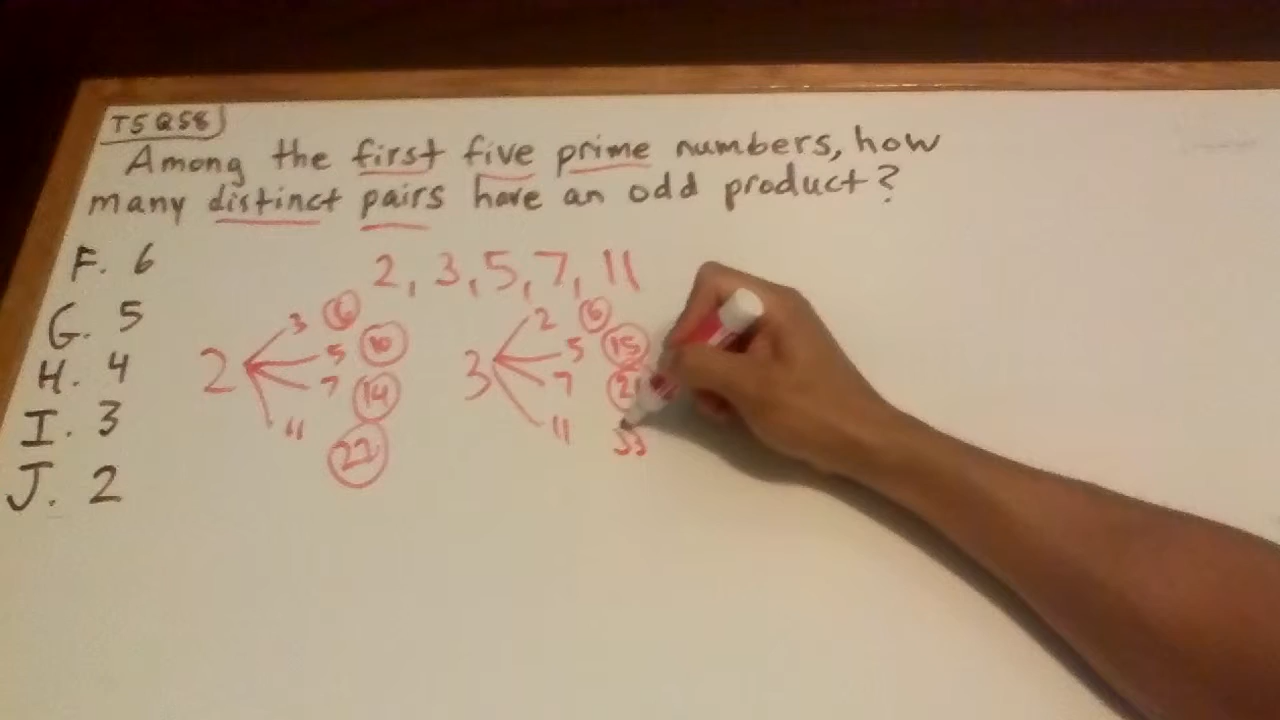 T5 Q58
Among the first five prime numbers, how
many distinct pairs have an odd product?
F. 6
G. 5
H. 4
I. 3
J. 2
2, 3, 5, 7, 11
2
3 6
5 10
7 14
11 22
3
2 6
5 15
7
11 33